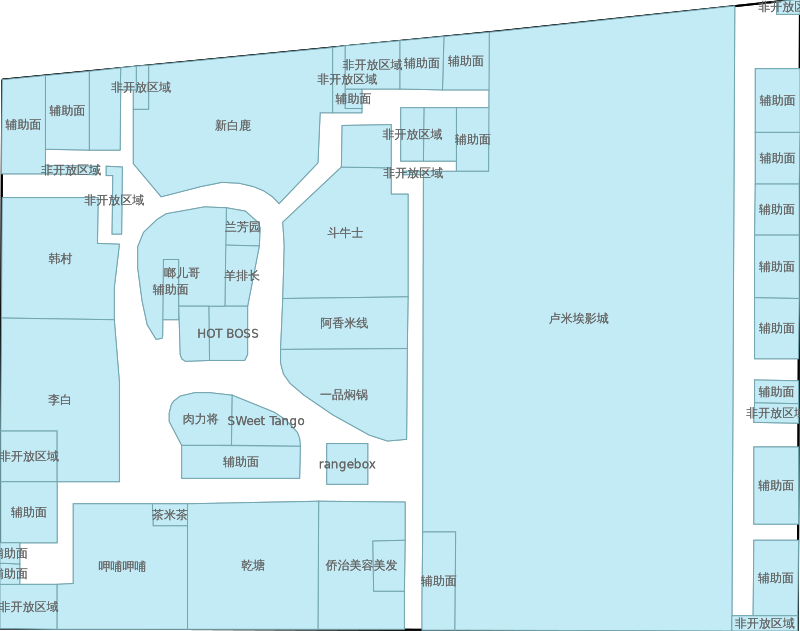 非开放区
非开放区域
辅助面
辅助面
非开放区域
非开放区域
辅助面
辅助面
辅助面
辅助面
辅助面
新白鹿
非开放区域
辅助面
辅助面
非开放区域
非开放区域
非开放区域
辅助面
兰芳园
斗牛士
韩村
辅助面
啷儿哥
羊排长
辅助面
卢米埃影城
阿香米线
辅助面
HOT BOSS
李白
一品焖锅
辅助面
非开放区域
肉力将
SWeet Tango
非开放区域
辅助面
rangebox
辅助面
辅助面
茶米茶
辅助面
辅助面
呷哺呷哺
乾塘
侨治美容美发
辅助面
辅助面
非开放区域
非开放区域